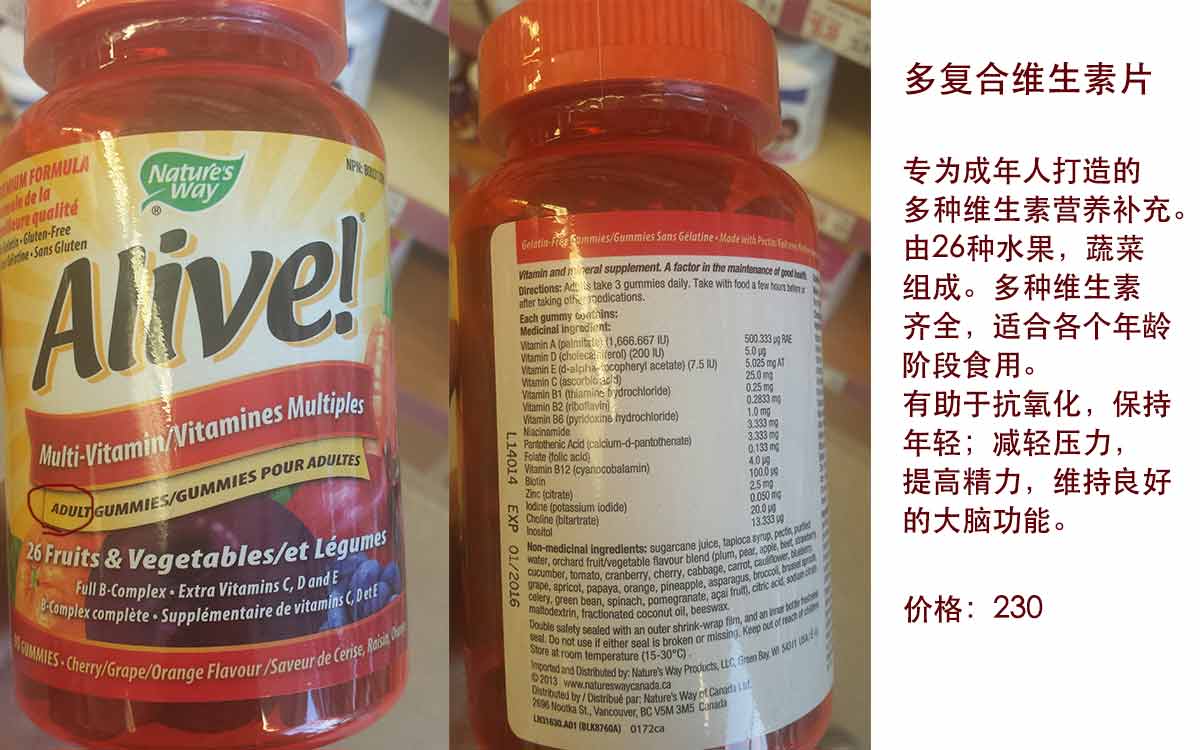 FORMULA
qualité
Gluten-Free
Sans Gluten
Nature's
Way
®
NPN:
Alive!
Multi-Vitamin/Vitamines Multiples
ADULT GUMMIES/GUMMIES POUR ADULTES
26 Fruits & Vegetables/et Légumes
Full B-Complex • Extra Vitamins C, D and E
B-Complex complète • Supplémentaire de vitamins C, D et E
GUMMIES • Cherry/Grape/Orange Flavour/Saveur de Cerise, Raisin,
Gelatin-Free Gummies/Gummies Sans Gélatine • Made with Pectin/
Vitamin and mineral supplement. A factor in the maintenance of good health.
Directions: Adults take 3 gummies daily. Take with food a few hours before or
after taking other medications.
Each gummy contains:
Medicinal ingredient:
Vitamin A (palmitate) (1,666.667 IU) 500.333 µg RAE
Vitamin D (cholecalciferol) (200 IU) 5.0 µg
Vitamin E (d-alpha-tocopheryl acetate) (7.5 IU) 5.025 mg AT
Vitamin C (ascorbic acid) 25.0 mg
Vitamin B1 (thiamine hydrochloride) 0.25 mg
Vitamin B2 (riboflavin) 0.2833 mg
Vitamin B6 (pyridoxine hydrochloride) 1.0 mg
Niacinamide 3.333 mg
Pantothenic Acid (calcium-d-pantothenate) 3.333 mg
Folate (folic acid) 0.133 mg
Vitamin B12 (cyanocobalamin) 4.0 µg
Biotin 100.0 µg
Zinc (citrate) 2.5 mg
Iodine (potassium iodide) 0.050 mg
Choline (bitartrate) 20.0 µg
Inositol 13.333 µg
Non-medicinal ingredients: sugarcane juice, tapioca syrup, pectin, purified
water, orchard fruit/vegetable flavour blend (plum, pear, apple, beet, strawberry
cucumber, tomato, cranberry, cherry, cabbage, carrot, cauliflower, blueberry,
grape, apricot, papaya, orange, pineapple, asparagus, broccoli, brussel sprouts,
celery, green bean, spinach, pomegranate, açai fruit), citric acid, sodium citrate,
maltodextrin, fractionated coconut oil, beeswax.
Double safety sealed with an outer shrink-wrap film, and an inner bottle freshness
seal. Do not use if either seal is broken or missing. Keep out of reach of children.
Store at room temperature (15-30°C).
Imported and Distributed by: Nature's Way Products, LLC, Green Bay, WI 54311 USA/
© 2013 www.natureswaycanada.ca
Distributed by / Distribué par: Nature's Way of Canada Ltd.
2696 Nootka St., Vancouver, BC V5M 3M5 Canada
LN31630.A01 (BLK8760A) 0172ca
L14014 EXP 01/2016
多复合维生素片
专为成年人打造的
多种维生素营养补充。
由26种水果，蔬菜
组成。多种维生素
齐全，适合各个年龄
阶段食用。
有助于抗氧化，保持
年轻；减轻压力，
提高精力，维持良好
的大脑功能。
价格：230